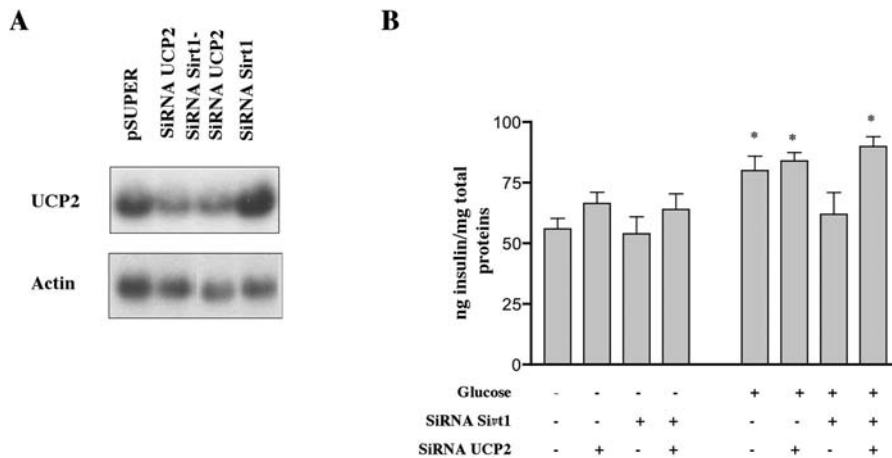 A
pSUPER
SiRNA UCP2
SiRNA Sirt1-
SiRNA UCP2
SiRNA Sirt1
UCP2
Actin
B
ng insulin/mg total
proteins
100
75
50
25
0
* * *
Glucose - - - - + + + +
SiRNA Sirt1 - - + + - - + +
SiRNA UCP2 - + - + - + - +